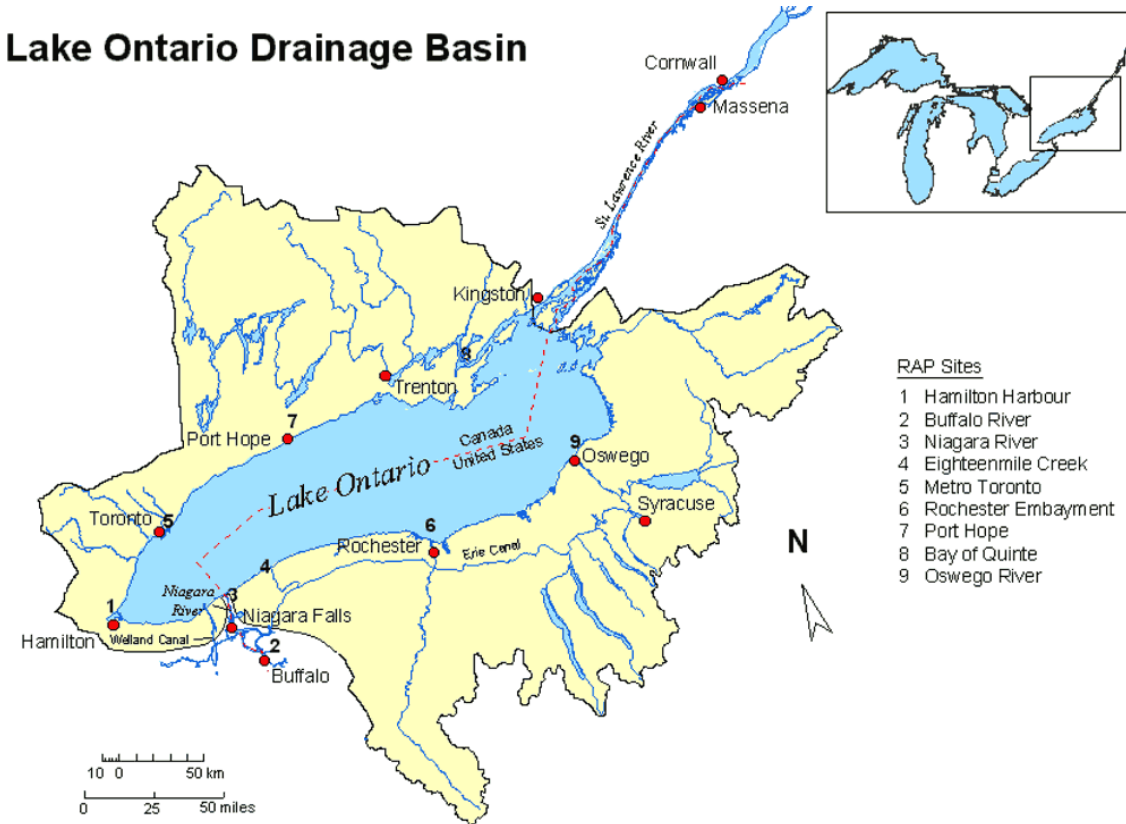 Lake Ontario Drainage Basin
Cornwall
Massena
St. Lawrence River
Kingston
8
Trenton
7
Port Hope
Canada
United States
Lake Ontario
9
Oswego
Syracuse
Toronto
5
6
Rochester
Erie Canal
4
Niagara
River
3
Niagara Falls
1
Hamilton
Welland Canal
2
Buffalo
N
RAP Sites
1 Hamilton Harbour
2 Buffalo River
3 Niagara River
4 Eighteenmile Creek
5 Metro Toronto
6 Rochester Embayment
7 Port Hope
8 Bay of Quinte
9 Oswego River
10 0 50 km
0 25 50 miles